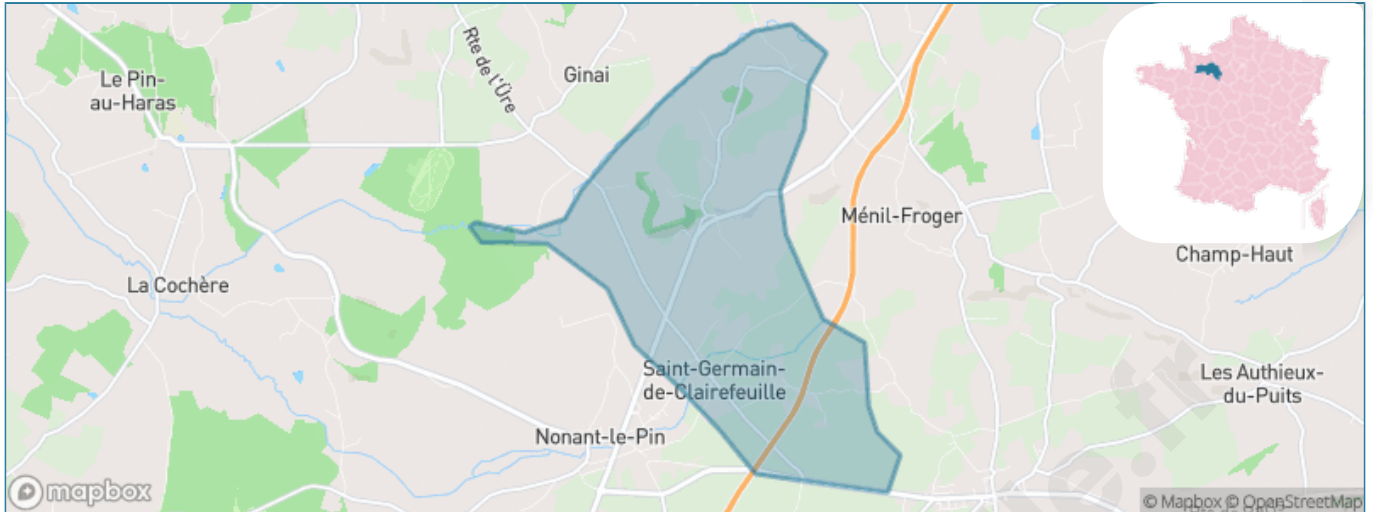 Le Pin-
au-Haras
Rte de l'Ûre
Ginai
Ménil-Froger
Champ-Haut
La Cochère
Saint-Germain-
de-Clairefeuille
Les Authieux-
du-Puits
Nonant-le-Pin
mapbox
© Mapbox © OpenStreetMap